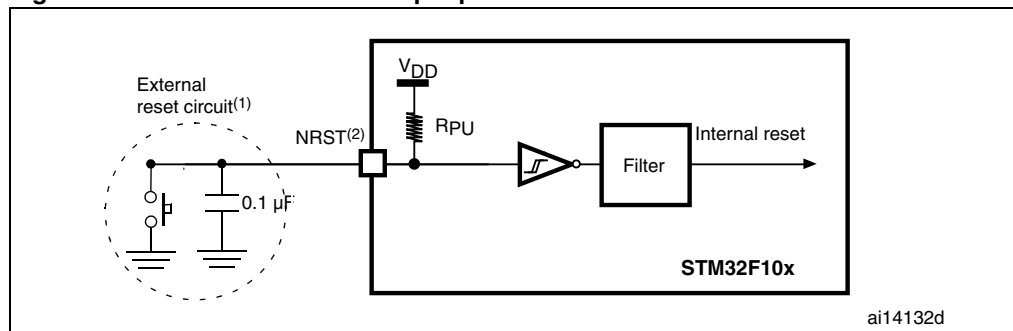 External
reset circuit(1)
NRST(2)
VDD
RPU
0.1 µF
Filter
Internal reset
STM32F10x
ai14132d